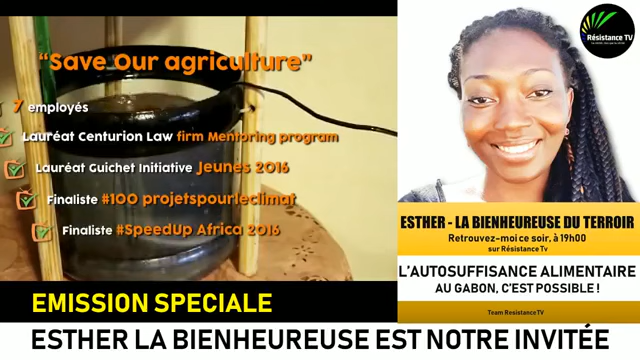 "Save Our agriculture"
7 employés
Lauréat Centurion Law firm Mentoring program
Lauréat Guichet Initiative Jeunes 2016
Finaliste #100 projetspourleclimat
Finaliste #SpeedUp Africa 2016
Résistance TV
ESTHER - LA BIENHEUREUSE DU TERROIR
Retrouvez-moi ce soir, à 19h00
sur Résistance Tv
L'AUTOSUFFISANCE ALIMENTAIRE
AU GABON, C'EST POSSIBLE !
Team ResistanceTV
EMISSION SPECIALE
ESTHER LA BIENHEUREUSE EST NOTRE INVITÉE